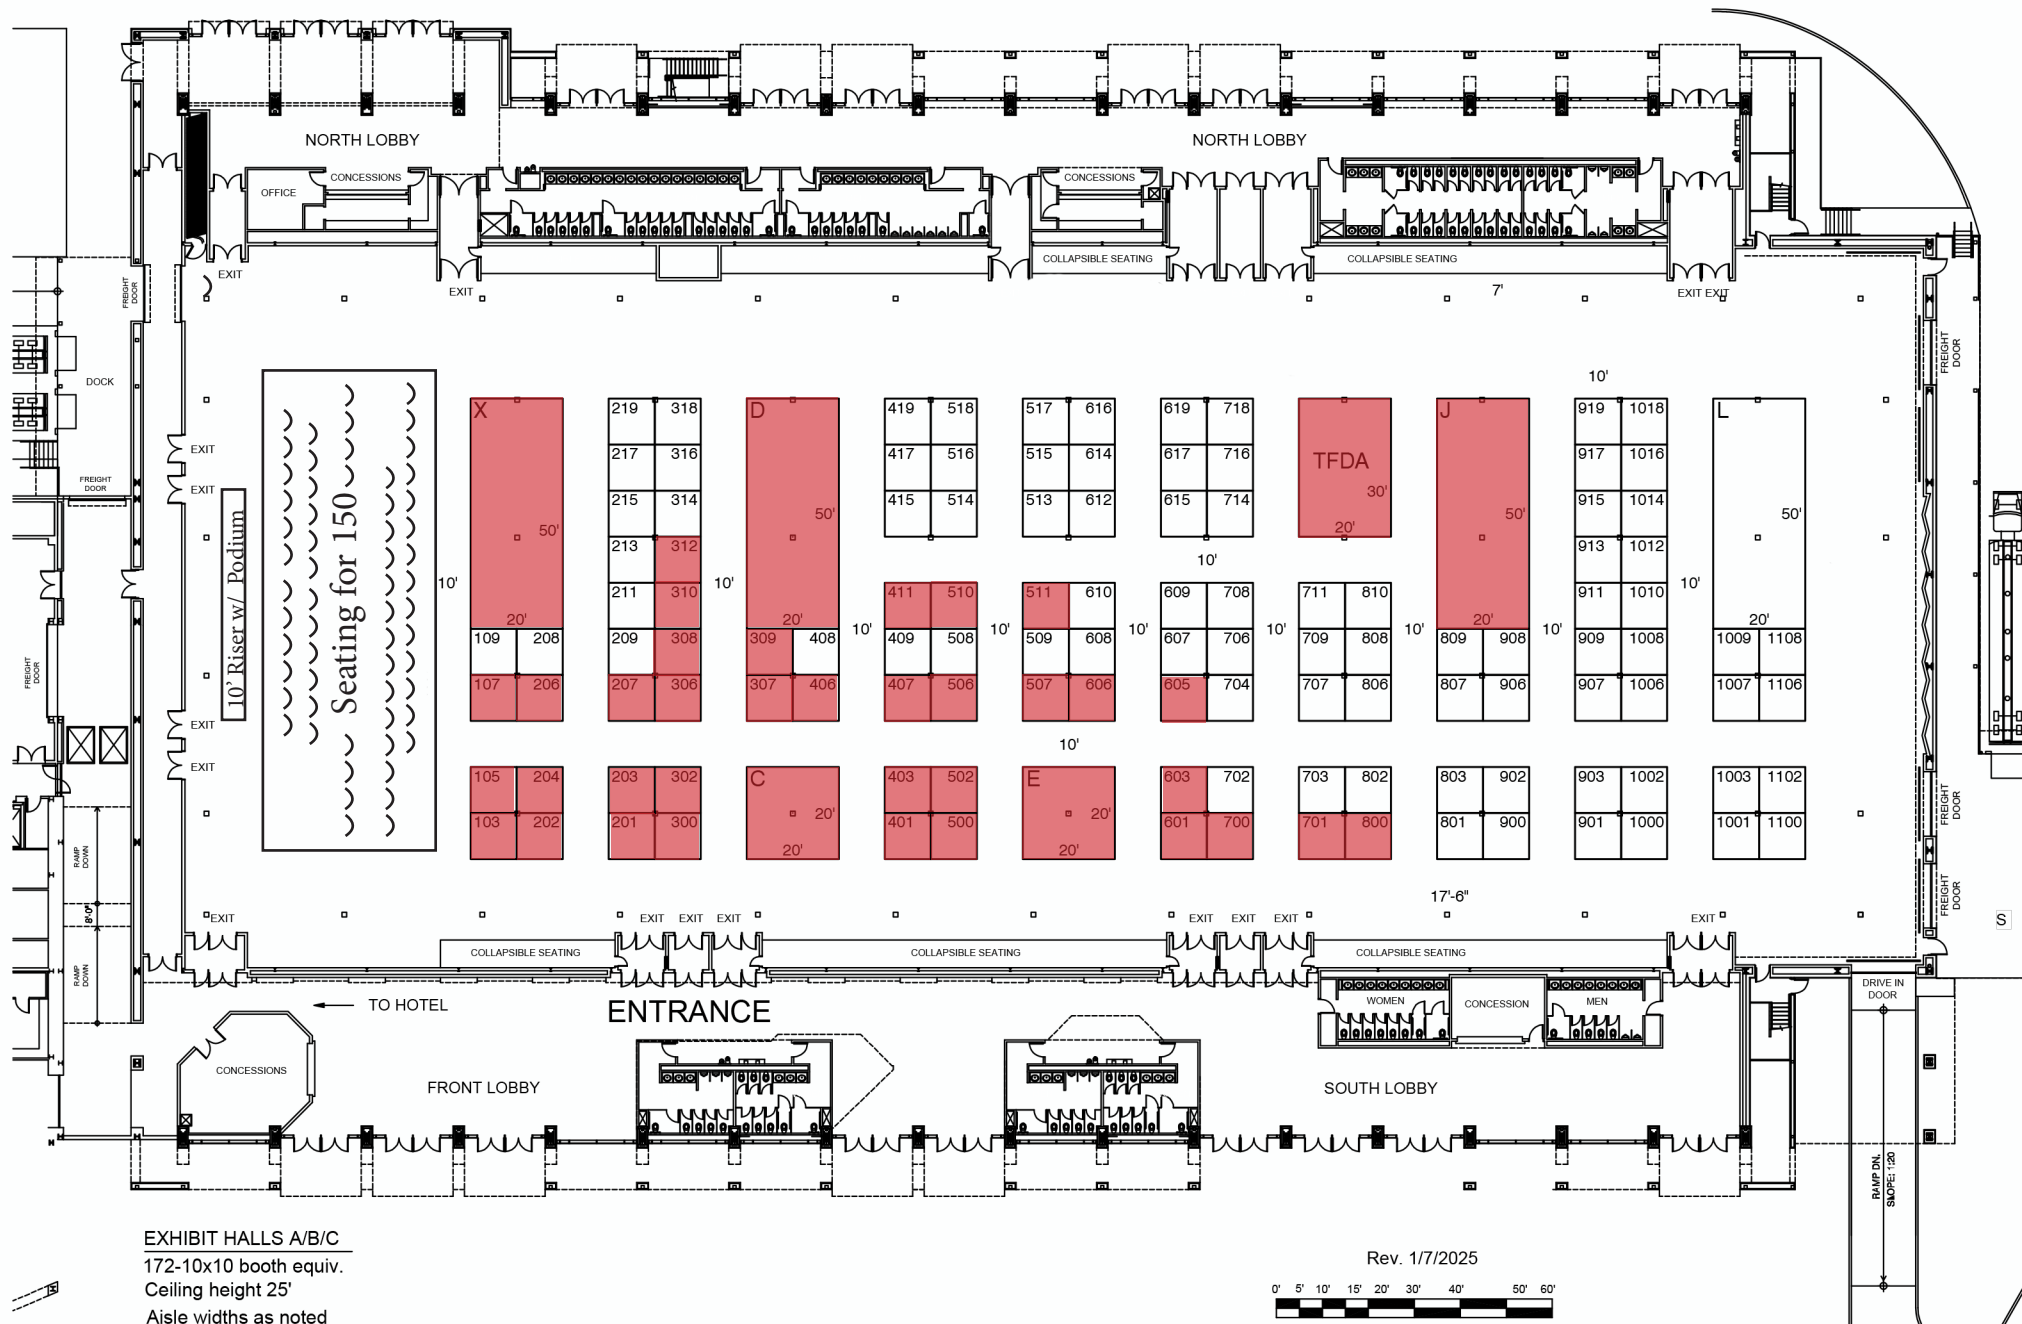 NORTH LOBBY
NORTH LOBBY
OFFICE
CONCESSIONS
CONCESSIONS
COLLAPSIBLE SEATING
COLLAPSIBLE SEATING
EXIT
EXIT
EXIT EXIT
7'
FREIGHT DOOR
DOCK
FREIGHT DOOR
FREIGHT DOOR
FREIGHT DOOR
10'
X
219 318
D
419 518
517 616
619 718
TFDA
J
919 1018
L
217 316
417 516
515 614
617 716
917 1016
EXIT
EXIT
215 314
415 514
513 612
615 714
30'
20'
915 1014
50'
50'
50'
50'
10' Riser w/ Podium
Seating for 150
213 312
10'
913 1012
10'
211 310
10'
411 510
511 610
609 708
711 810
911 1010
10'
20'
20'
20'
20'
109 208
209 308
309 408
10'
409 508
10'
509 608
10'
607 706
10'
709 808
10'
809 908
10'
909 1008
1009 1108
107 206
207 306
307 406
407 506
507 606
605 704
707 806
807 906
907 1006
1007 1106
EXIT
EXIT
10'
105 204
203 302
C
403 502
E
603 702
703 802
803 902
903 1002
1003 1102
103 202
201 300
20'
20'
401 500
20'
20'
601 700
701 800
801 900
901 1000
1001 1100
FREIGHT DOOR
FREIGHT DOOR
RAMP DOWN
8'-0"
RAMP DOWN
17'-6"
EXIT
EXIT EXIT EXIT
EXIT EXIT EXIT
EXIT
S
COLLAPSIBLE SEATING
COLLAPSIBLE SEATING
COLLAPSIBLE SEATING
TO HOTEL
ENTRANCE
WOMEN
CONCESSION
MEN
DRIVE IN
DOOR
CONCESSIONS
FRONT LOBBY
SOUTH LOBBY
RAMP DN.
SLOPE: 1:20
EXHIBIT HALLS A/B/C
172-10x10 booth equiv.
Ceiling height 25'
Aisle widths as noted
Rev. 1/7/2025
0' 5' 10' 15' 20' 30' 40' 50' 60'